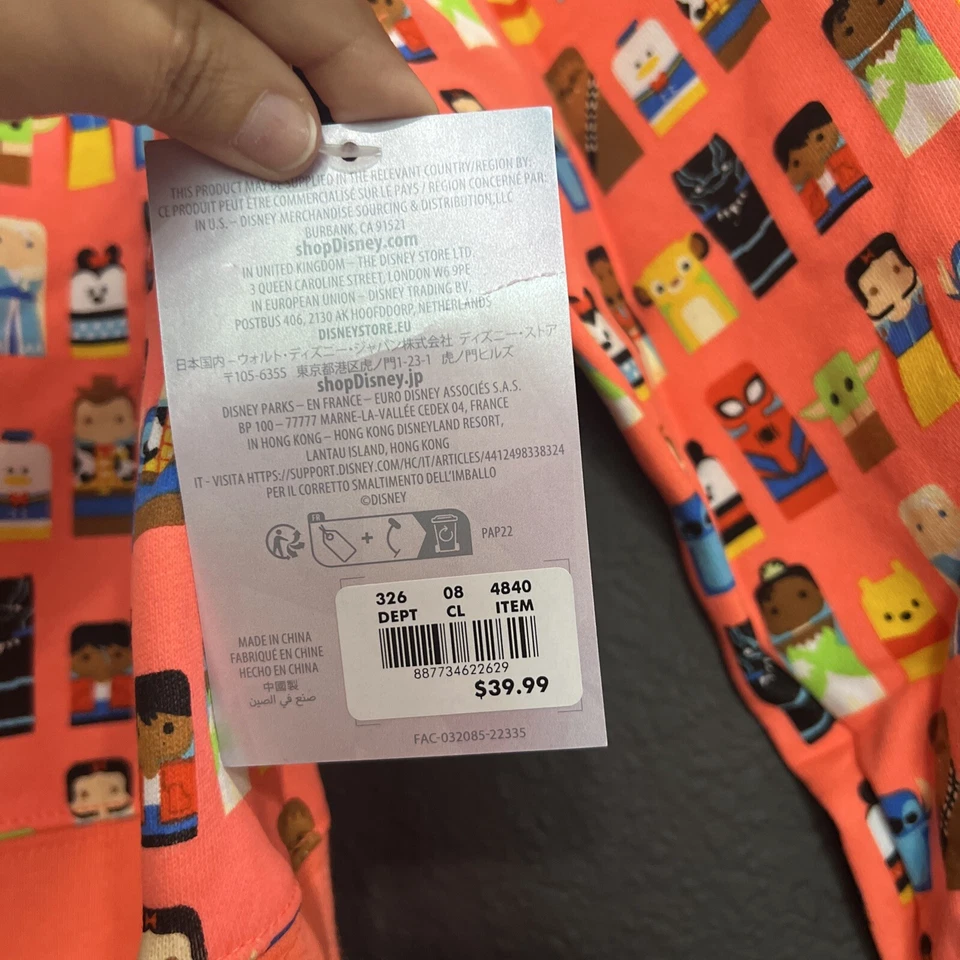 THIS PRODUCT MAY BE SUPPLIED IN THE RELEVANT COUNTRY/REGION BY:
CE PRODUIT PEUT ÊTRE COMMERCIALISÉ SUR LE PAYS / RÉGION CONCERNÉ PAR:
IN U.S. – DISNEY MERCHANDISE SOURCING & DISTRIBUTION, LLC
BURBANK, CA 91521
shopDisney.com
IN UNITED KINGDOM – THE DISNEY STORE LTD,
3 QUEEN CAROLINE STREET, LONDON W6 9PE
IN EUROPEAN UNION – DISNEY TRADING BV,
POSTBUS 406, 2130 AK HOOFDDORP, NETHERLANDS
DISNEYSTORE.EU
日本国内 – ウォルト・ディズニー・ジャパン株式会社 ディズニー・ストア
〒105-6355 東京都港区虎ノ門1-23-1 虎ノ門ヒルズ
shopDisney.jp
DISNEY PARKS – EN FRANCE – EURO DISNEY ASSOCIÉS S.A.S.
BP 100 – 77777 MARNE-LA-VALLÉE CEDEX 04, FRANCE
IN HONG KONG – HONG KONG DISNEYLAND RESORT,
LANTAU ISLAND, HONG KONG
IT - VISITA HTTPS://SUPPORT.DISNEY.COM/HC/IT/ARTICLES/4412498338324
PER IL CORRETTO SMALTIMENTO DELL'IMBALLO
©DISNEY
FR
PAP22
326 08 4840
DEPT CL ITEM
887734622629
$39.99
MADE IN CHINA
FABRIQUÉ EN CHINE
HECHO EN CHINA
中國製
صنع في الصين
FAC-032085-22335